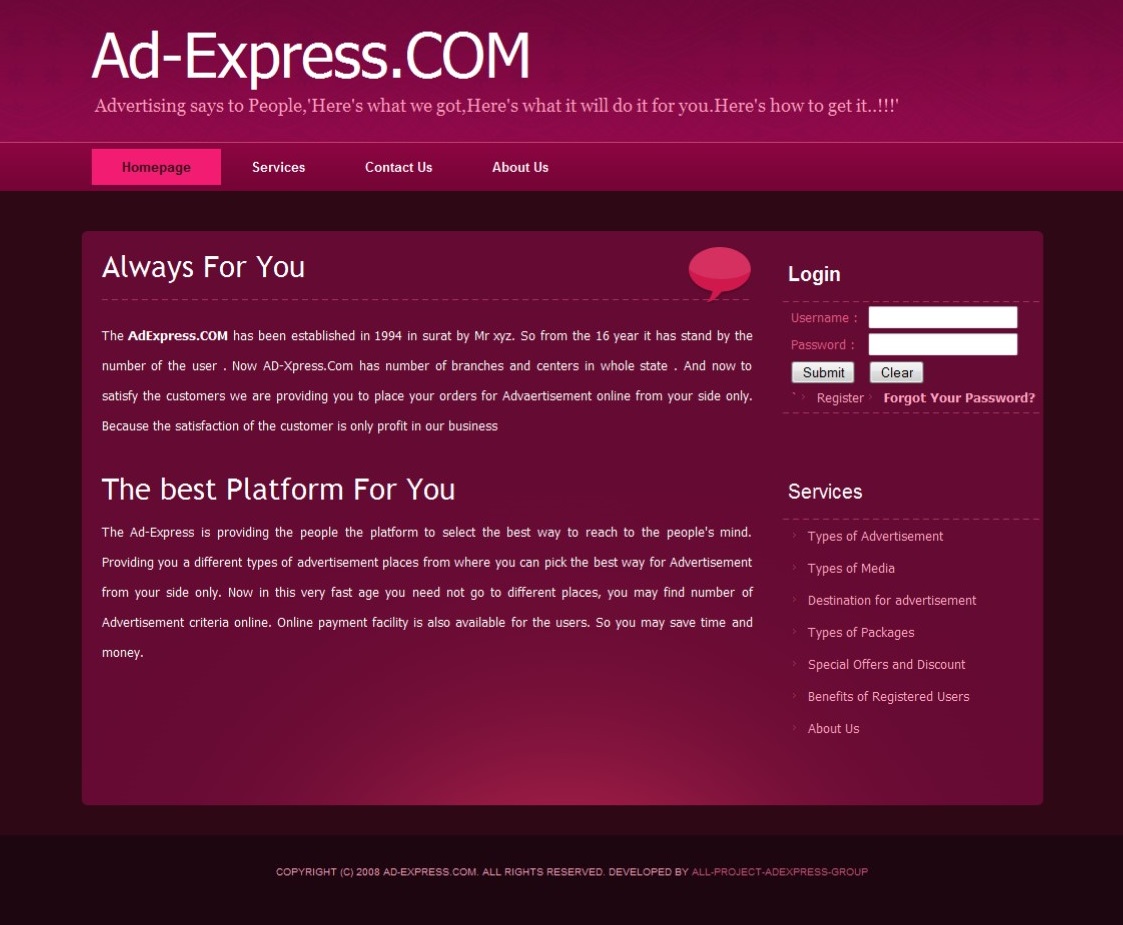 Ad-Express.COM
Advertising says to People,'Here's what we got,Here's what it will do it for you.Here's how to get it..!!!'
Homepage Services Contact Us About Us
Always For You
The AdExpress.COM has been established in 1994 in surat by Mr xyz. So from the 16 year it has stand by the
number of the user . Now AD-Xpress.Com has number of branches and centers in whole state . And now to
satisfy the customers we are providing you to place your orders for Advaertisement online from your side only.
Because the satisfaction of the customer is only profit in our business
The best Platform For You
The Ad-Express is providing the people the platform to select the best way to reach to the people's mind.
Providing you a different types of advertisement places from where you can pick the best way for Advertisement
from your side only. Now in this very fast age you need not go to different places, you may find number of
Advertisement criteria online. Online payment facility is also available for the users. So you may save time and
money.
Login
Username :
Password :
Submit Clear
` Register Forgot Your Password?
Services
Types of Advertisement
Types of Media
Destination for advertisement
Types of Packages
Special Offers and Discount
Benefits of Registered Users
About Us
COPYRIGHT (C) 2008 AD-EXPRESS.COM. ALL RIGHTS RESERVED. DEVELOPED BY ALL-PROJECT-ADEXPRESS-GROUP